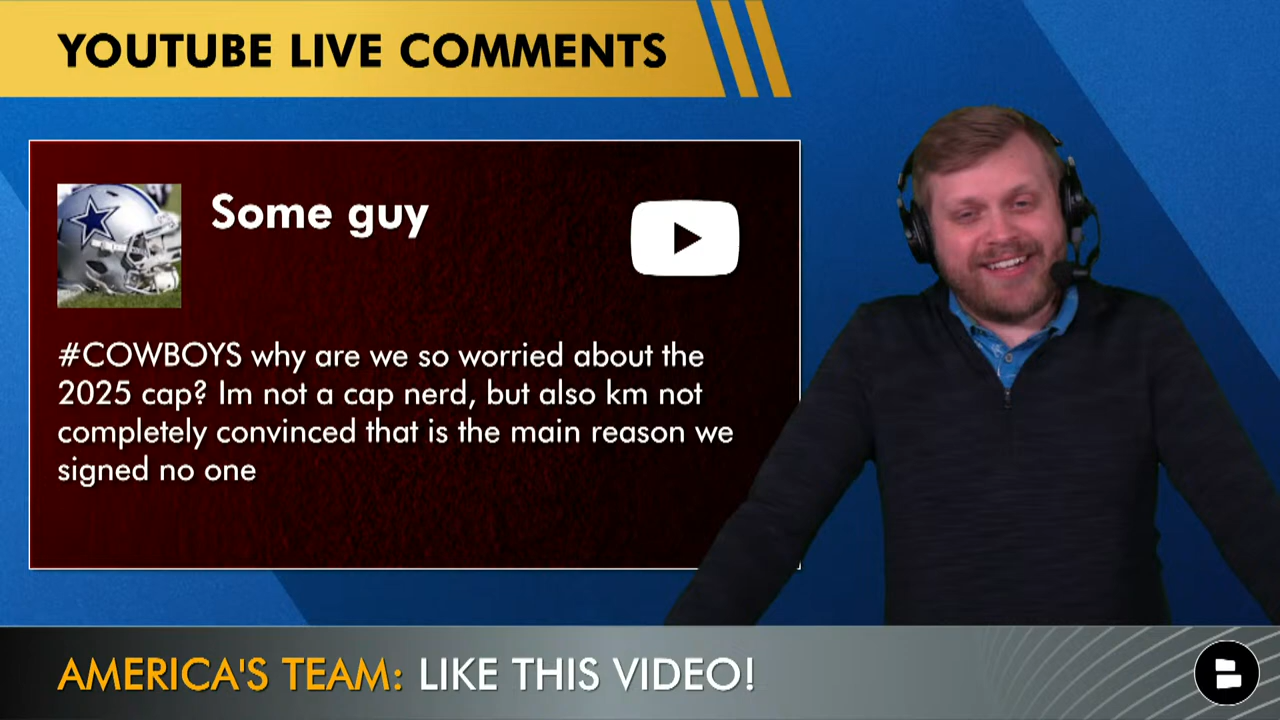 YOUTUBE LIVE COMMENTS
Some guy
#COWBOYS why are we so worried about the
2025 cap? Im not a cap nerd, but also km not
completely convinced that is the main reason we
signed no one
AMERICA'S TEAM: LIKE THIS VIDEO!